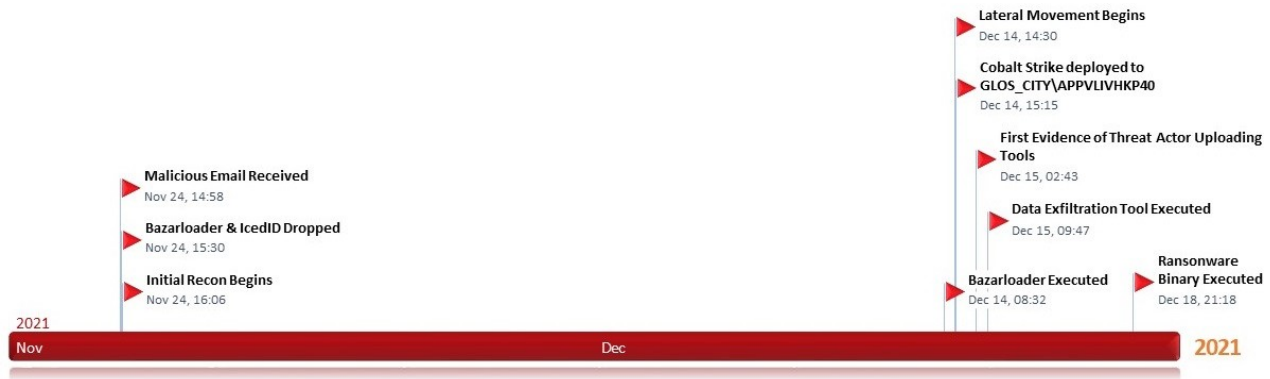 Lateral Movement Begins
Dec 14, 14:30
Cobalt Strike deployed to
GLOS_CITY\APPVLIVHKP40
Dec 14, 15:15
First Evidence of Threat Actor Uploading
Tools
Dec 15, 02:43
Malicious Email Received
Nov 24, 14:58
Data Exfiltration Tool Executed
Dec 15, 09:47
Bazarloader & IcedID Dropped
Nov 24, 15:30
Initial Recon Begins
Nov 24, 16:06
Bazarloader Executed
Dec 14, 08:32
Ransonware
Binary Executed
Dec 18, 21:18
2021
Nov
Dec
2021